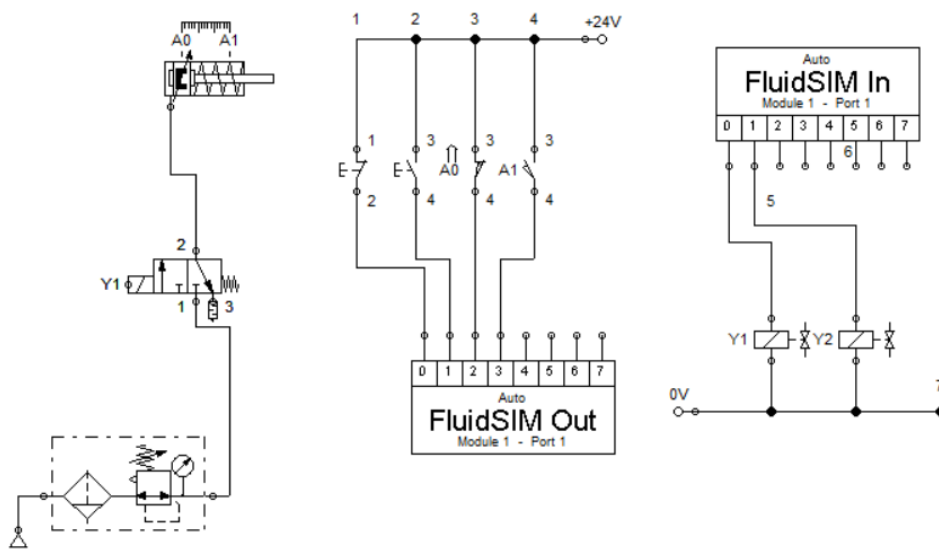 A0 A1
2
Y1
1 3
1 2 3 4 +24V
1 3 3 3
A0 A1
2 4 4 4
0 1 2 3 4 5 6 7
Auto
FluidSIM Out
Module 1 - Port 1
Auto
FluidSIM In
Module 1 - Port 1
0 1 2 3 4 5 6 7
6
5
Y1 Y2
0V 7